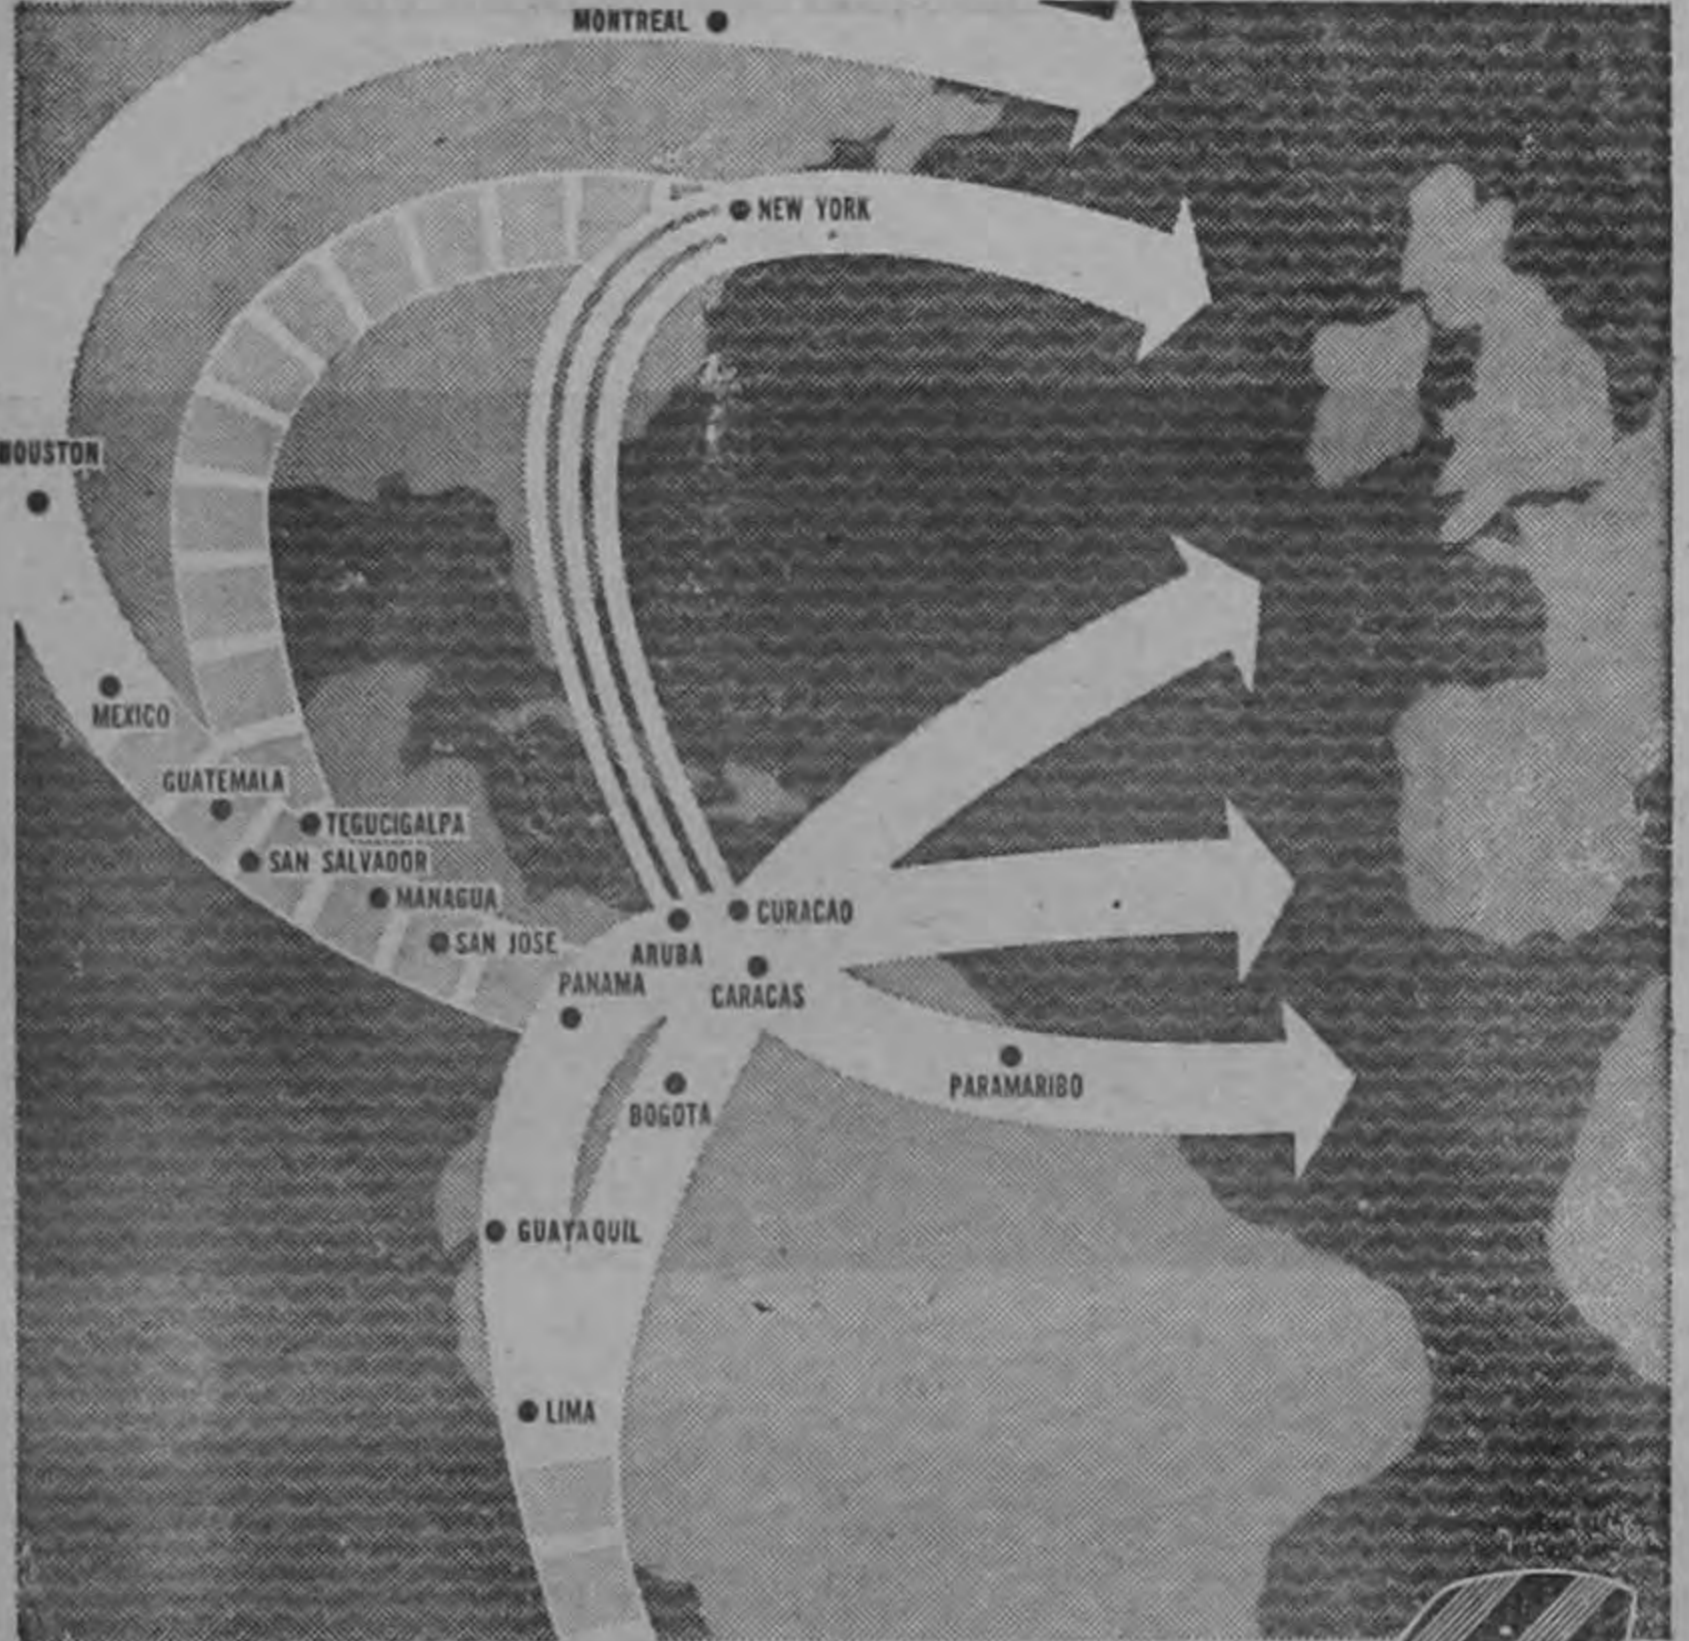 MONTREAL
NEW YORK
HOUSTON
MEXICO
GUATEMALA
TEGUCIGALPA
SAN SALVADOR
MANAGUA
SAN JOSE
CURACAO
ARUBA
PANAMA
CARACAS
PARAMARIBO
BOGOTA
GUAYAQUIL
LIMA